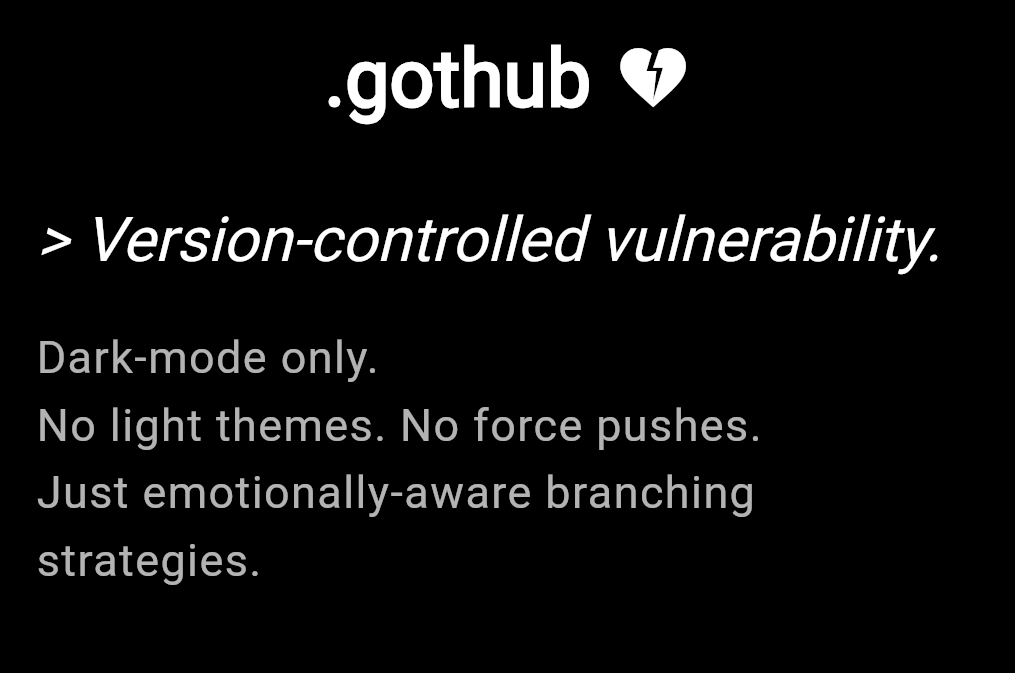 .gothub 💔
> Version-controlled vulnerability.
Dark-mode only.
No light themes. No force pushes.
Just emotionally-aware branching
strategies.